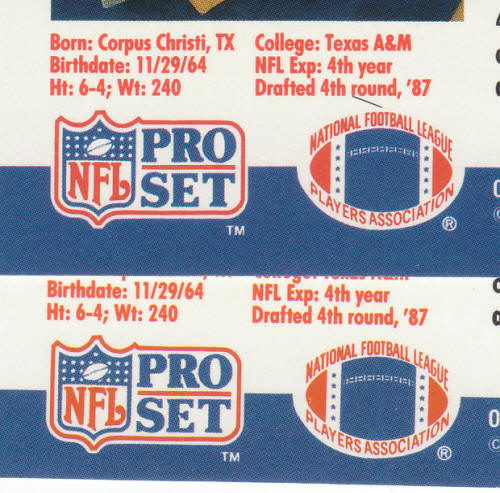 Born: Corpus Christi, TX
College: Texas A&M
Birthdate: 11/29/64
NFL Exp: 4th year
Ht: 6-4; Wt: 240
Drafted 4th round, '87
NFL
PRO
SET
TM
NATIONAL FOOTBALL LEAGUE
PLAYERS ASSOCIATION
®
College: Texas A&M
Birthdate: 11/29/64
NFL Exp: 4th year
Ht: 6-4; Wt: 240
Drafted 4th round, '87
NFL
PRO
SET
TM
NATIONAL FOOTBALL LEAGUE
PLAYERS ASSOCIATION
®